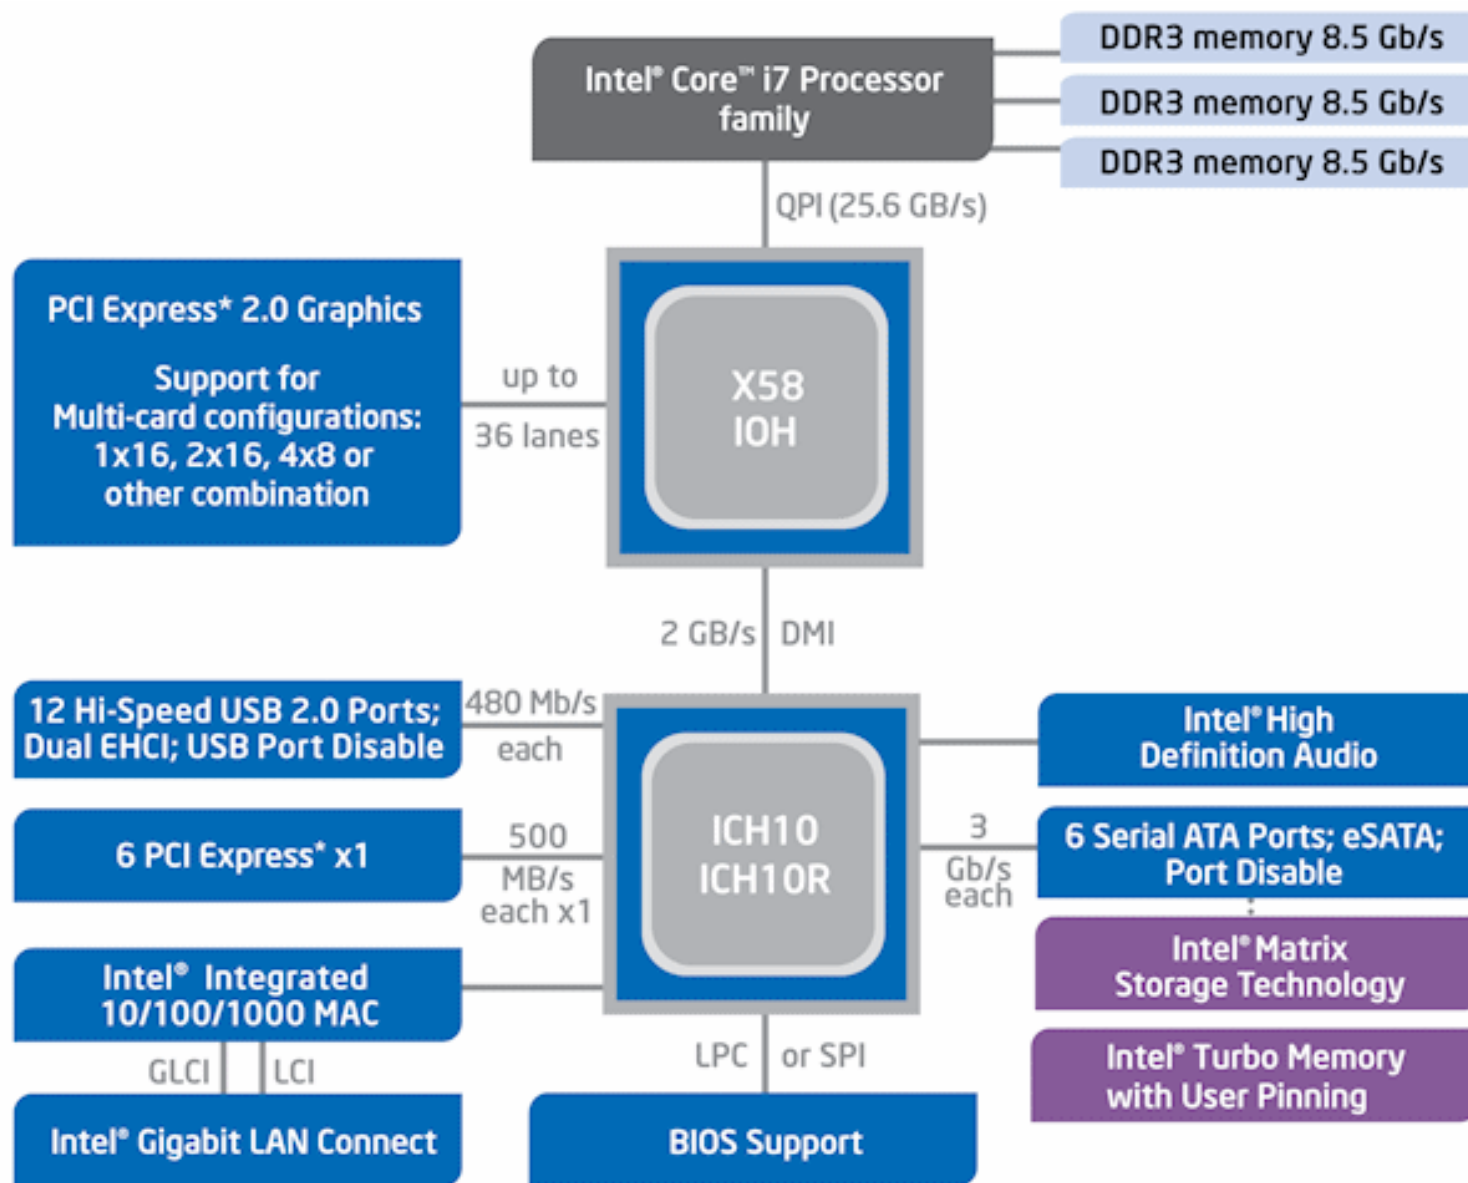 Intel® Core™ i7 Processor
family
DDR3 memory 8.5 Gb/s
DDR3 memory 8.5 Gb/s
DDR3 memory 8.5 Gb/s
QPI (25.6 GB/s)
PCI Express* 2.0 Graphics
Support for
Multi-card configurations:
1x16, 2x16, 4x8 or
other combination
up to
36 lanes
X58
IOH
2 GB/s DMI
12 Hi-Speed USB 2.0 Ports;
Dual EHCI; USB Port Disable
480 Mb/s
each
6 PCI Express* x1
500
MB/s
each x1
Intel® Integrated
10/100/1000 MAC
GLCI LCI
Intel® Gigabit LAN Connect
ICH10
ICH10R
LPC or SPI
BIOS Support
Intel® High
Definition Audio
3
Gb/s
each
6 Serial ATA Ports; eSATA;
Port Disable
Intel® Matrix
Storage Technology
Intel® Turbo Memory
with User Pinning